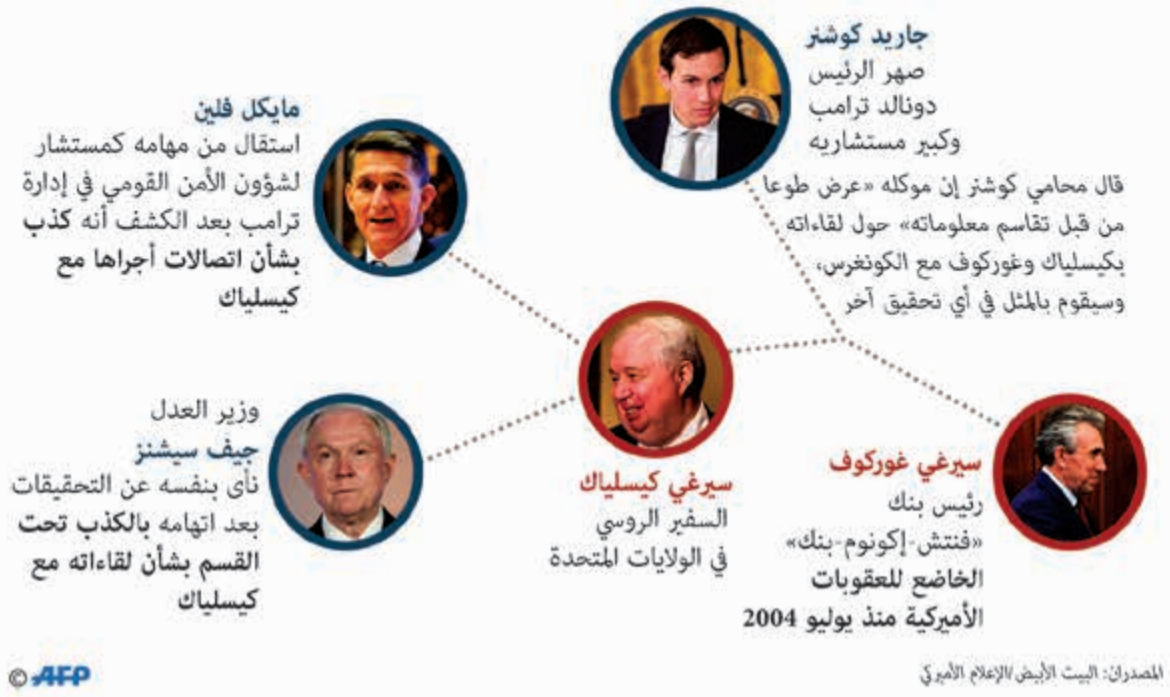 جاريد كوشنر
صهر الرئيس
دونالد ترامب
وكبير مستشاريه
قال محامي كوشنر إن موكله «عرض طوعا
من قبل تقاسم معلوماته» حول لقاءاته
بكيسلياك وغوركوف مع الكونغرس،
وسيقوم بالمثل في أي تحقيق آخر
مايكل فلين
استقال من مهامه كمستشار
لشؤون الأمن القومي في إدارة
ترامب بعد الكشف أنه كذب
بشأن اتصالات أجراها مع
كيسلياك
سيرغي غوركوف
رئيس بنك
«فنتش-إكونوم-بنك»
الخاضع للعقوبات
الأميركية منذ يوليو 2004
سيرغي كيسلياك
السفير الروسي
في الولايات المتحدة
وزير العدل
جيف سيشنز
نأى بنفسه عن التحقيقات
بعد اتهامه بالكذب تحت
القسم بشأن لقاءاته مع
كيسلياك
المصدران: البيت الأبيض/الإعلام الأميركي
© AFP